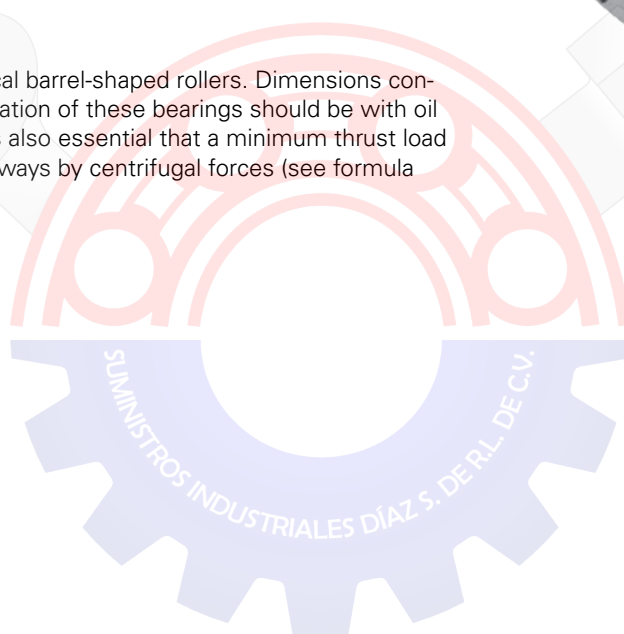 cal barrel-shaped rollers. Dimensions con-
ation of these bearings should be with oil
s also essential that a minimum thrust load
ways by centrifugal forces (see formula
SUMINISTROS INDUSTRIALES DÍAZ S. DE R.L. DE C.V.